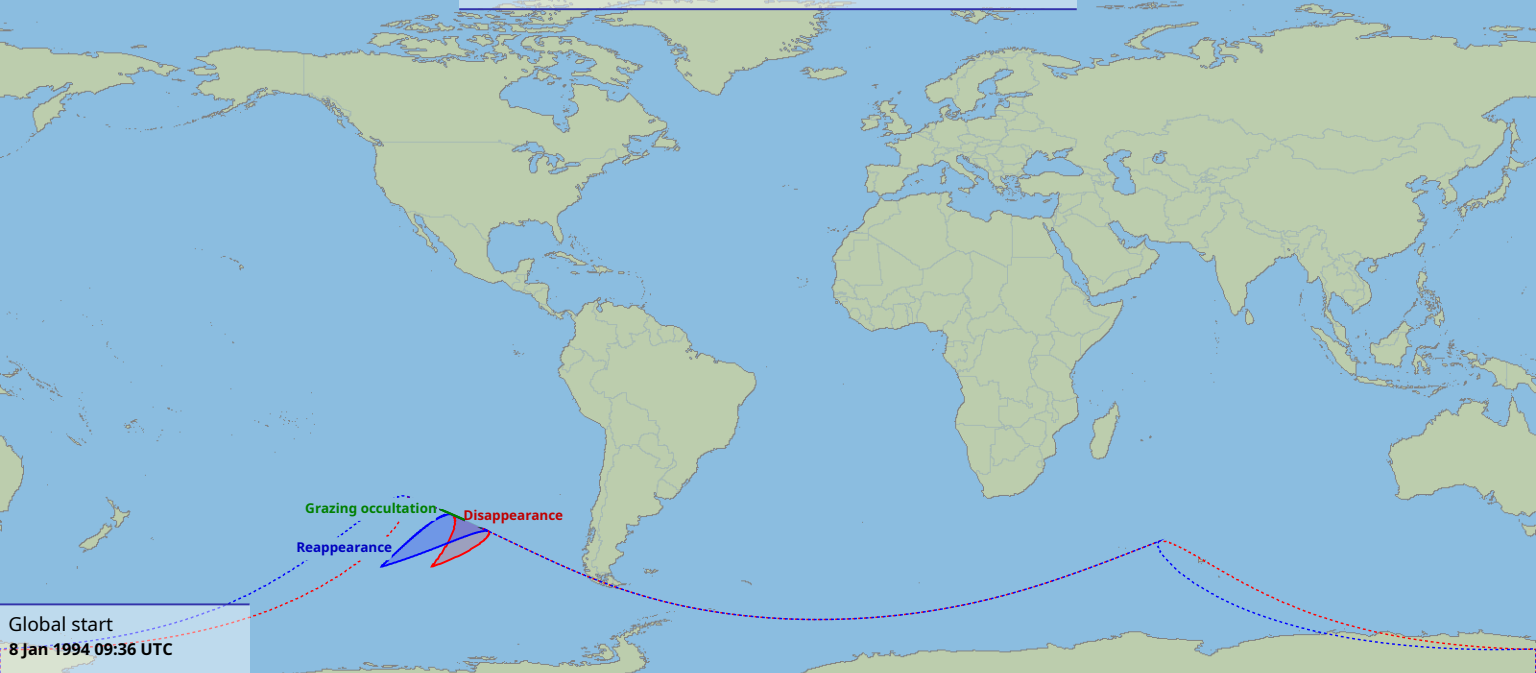 Grazing occultation
Disappearance
Reappearance
Global start
8 Jan 1994 09:36 UTC